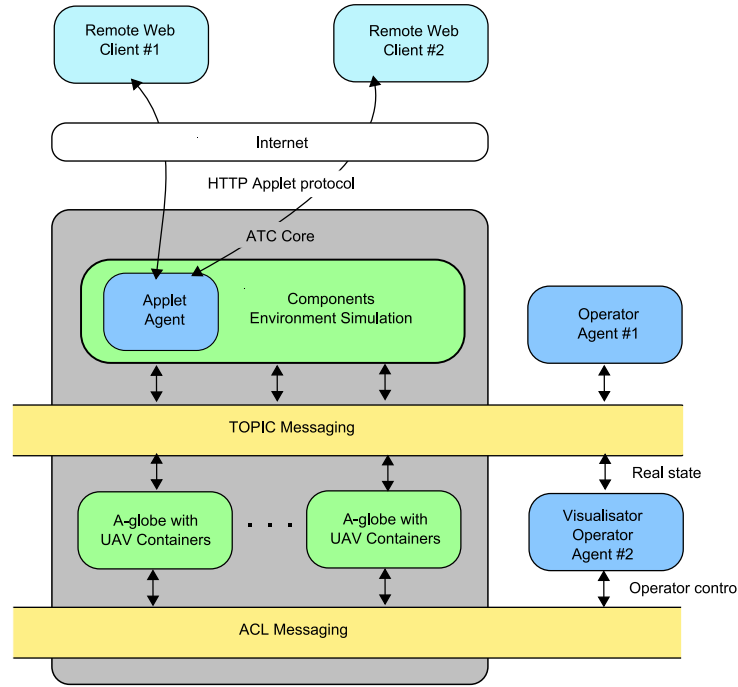 Remote Web
Client #1
Remote Web
Client #2
Internet
HTTP Applet protocol
ATC Core
Applet
Agent
Components
Environment Simulation
Operator
Agent #1
TOPIC Messaging
Real state
A-globe with
UAV Containers
. . . .
A-globe with
UAV Containers
Visualisator
Operator
Agent #2
Operator contro
ACL Messaging